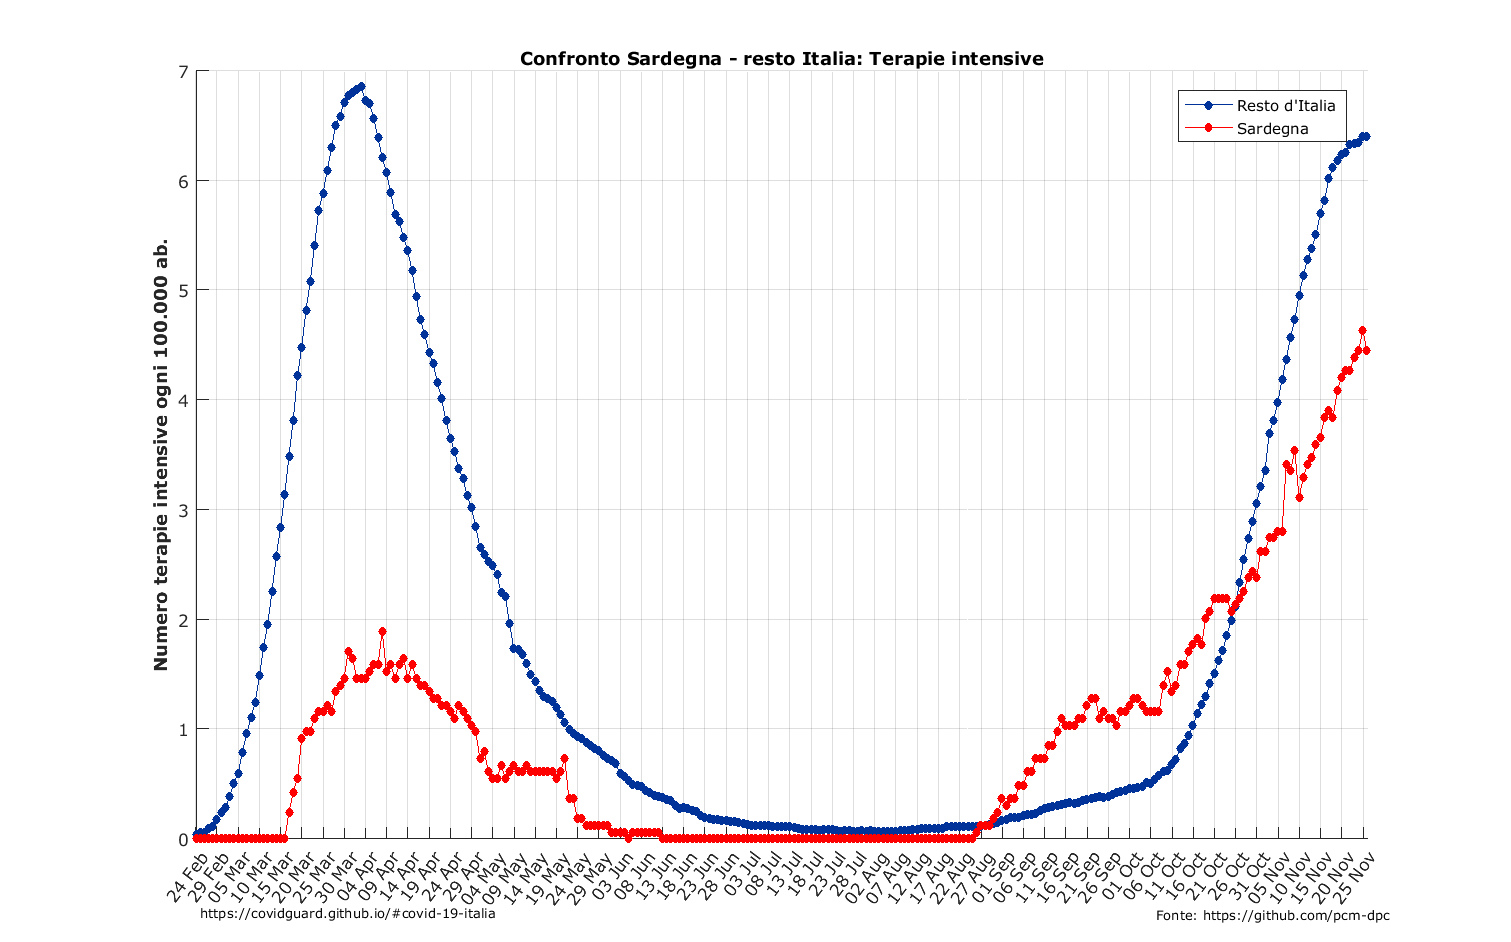 Confronto Sardegna - resto Italia: Terapie intensive
Resto d'Italia
Sardegna
Numero terapie intensive ogni 100.000 ab.
7
6
5
4
3
2
1
0
24 Feb
29 Feb
05 Mar
10 Mar
15 Mar
20 Mar
25 Mar
30 Mar
04 Apr
09 Apr
14 Apr
19 Apr
24 Apr
29 Apr
04 May
09 May
14 May
19 May
24 May
29 May
03 Jun
08 Jun
13 Jun
18 Jun
23 Jun
28 Jun
03 Jul
08 Jul
13 Jul
18 Jul
23 Jul
28 Jul
02 Aug
07 Aug
12 Aug
17 Aug
22 Aug
27 Aug
01 Sep
06 Sep
11 Sep
16 Sep
21 Sep
26 Sep
01 Oct
06 Oct
11 Oct
16 Oct
21 Oct
26 Oct
31 Oct
05 Nov
10 Nov
15 Nov
20 Nov
25 Nov
https://covidguard.github.io/#covid-19-italia
Fonte: https://github.com/pcm-dpc